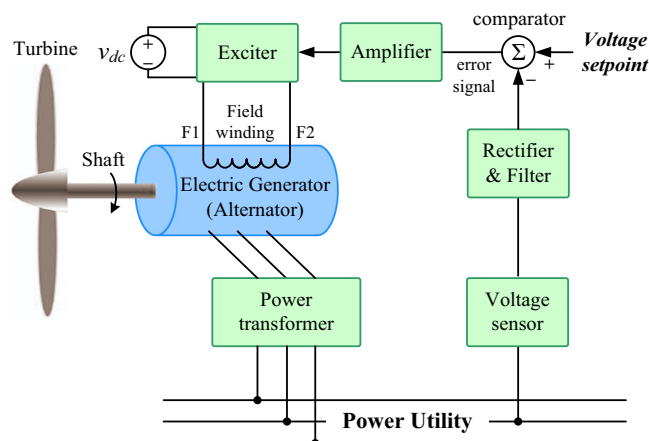 comparator
Turbine
v_dc
+
−
Exciter
Amplifier
Σ
+
−
Voltage
setpoint
error
signal
F1
Field
winding
F2
Shaft
Electric Generator
(Alternator)
Rectifier
& Filter
Power
transformer
Voltage
sensor
Power Utility